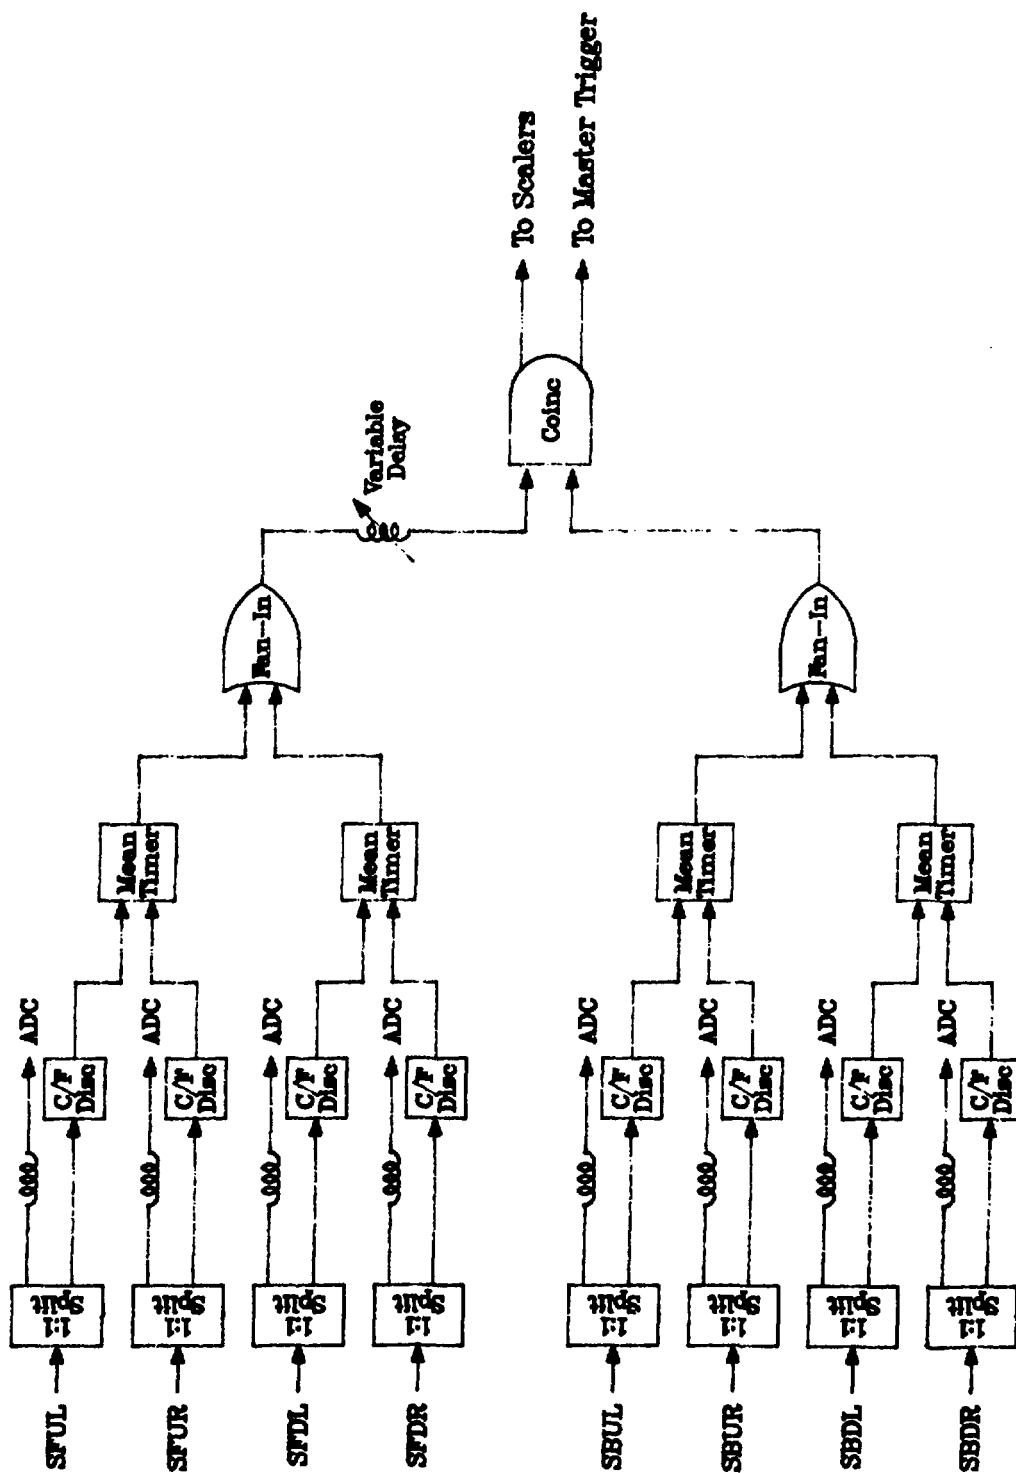 SFUL
1:1
Split
ADC
C/F
Disc
SFUR
1:1
Split
ADC
C/F
Disc
Mean
Timer
SFDL
1:1
Split
ADC
C/F
Disc
SFDR
1:1
Split
ADC
C/F
Disc
Mean
Timer
Fan-In
Variable
Delay
SBUL
1:1
Split
ADC
C/F
Disc
SBUR
1:1
Split
ADC
C/F
Disc
Mean
Timer
SBDL
1:1
Split
ADC
C/F
Disc
SBDR
1:1
Split
ADC
C/F
Disc
Mean
Timer
Fan-In
Coinc
To Scalers
To Master Trigger